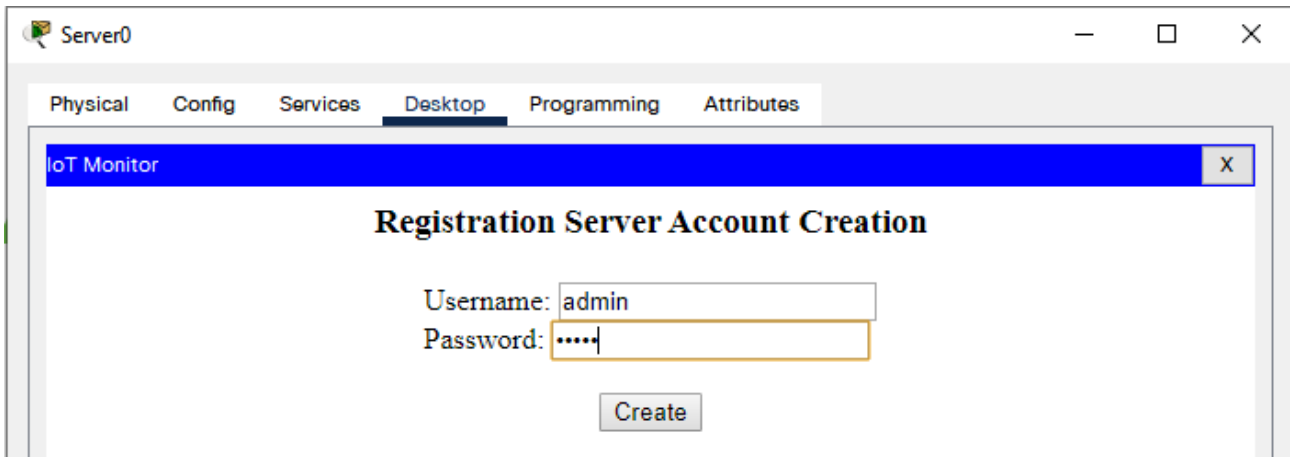 Server0
Physical Config Services Desktop Programming Attributes
IoT Monitor X
Registration Server Account Creation
Username: admin
Password: •••••
Create